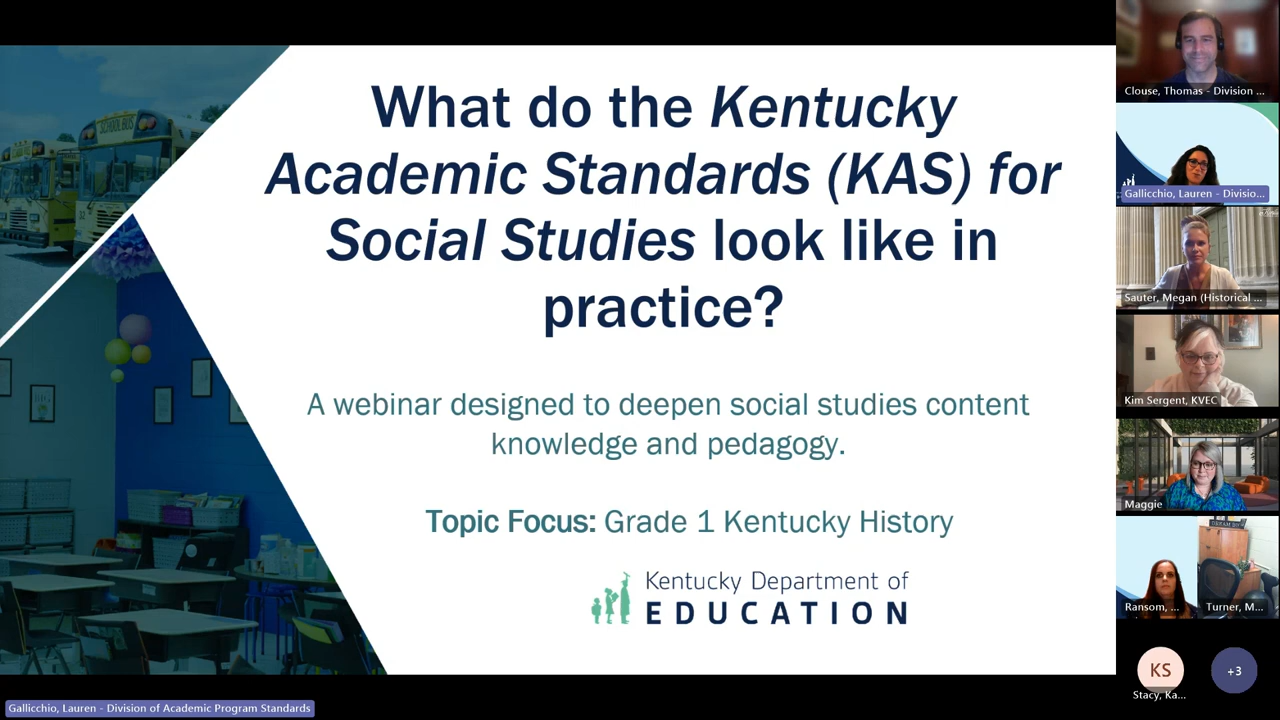 What do the Kentucky
Academic Standards (KAS) for
Social Studies look like in
practice?
A webinar designed to deepen social studies content
knowledge and pedagogy.
Topic Focus: Grade 1 Kentucky History
Kentucky Department of
EDUCATION
SCHOOL BUS
Gallicchio, Lauren - Division of Academic Program Standards
Clouse, Thomas - Division ...
Gallicchio, Lauren - Divisio...
Sauter, Megan (Historical ...
Kim Sergent, KVEC
Maggie
Ransom, ...
Turner, M...
KS
Stacy, Ka...
+3